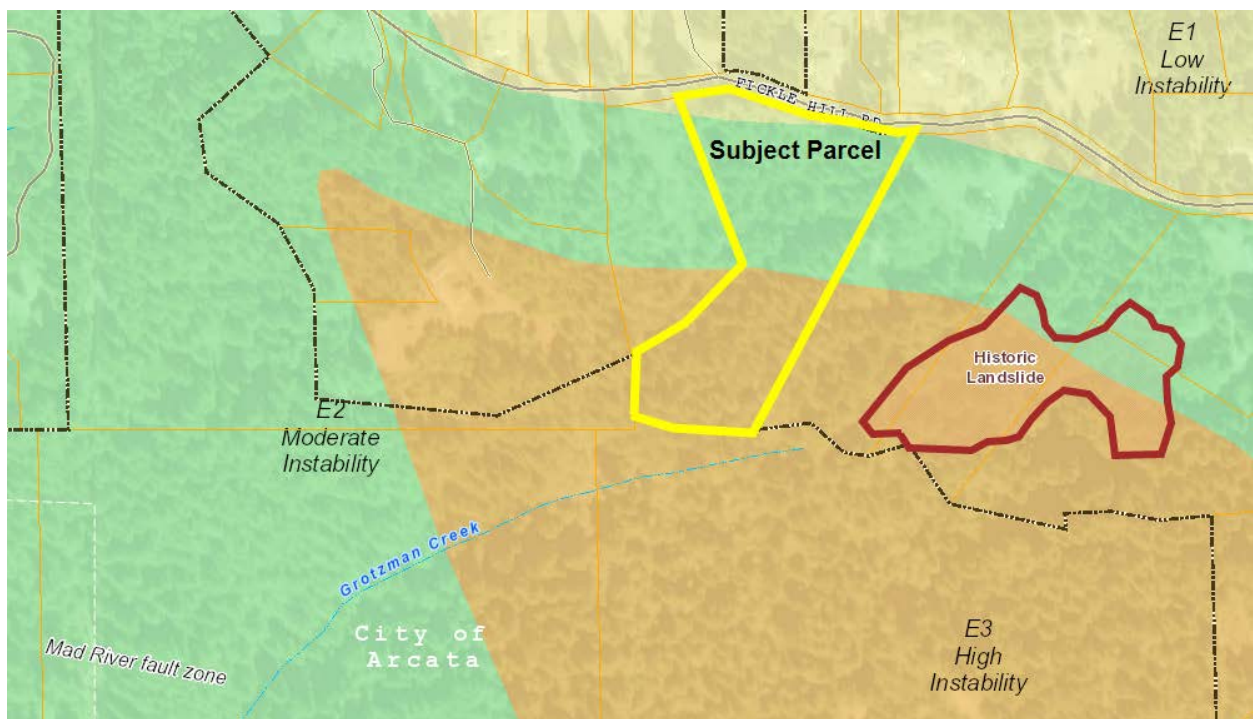 E1
Low
Instability
FICKLE HILL RD
Subject Parcel
Historic
Landslide
E2
Moderate
Instability
Grotzman Creek
City of
Arcata
Mad River fault zone
E3
High
Instability